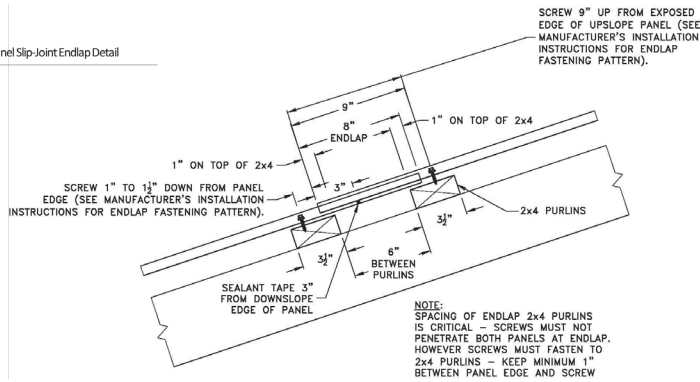 nel Slip-Joint Endlap Detail
SCREW 9" UP FROM EXPOSED
EDGE OF UPSLOPE PANEL (SEE
MANUFACTURER'S INSTALLATION
INSTRUCTIONS FOR ENDLAP
FASTENING PATTERN).
9"
8"
ENDLAP
1" ON TOP OF 2x4
1" ON TOP OF 2x4
3"
SCREW 1" TO 1½" DOWN FROM PANEL
EDGE (SEE MANUFACTURER'S INSTALLATION
INSTRUCTIONS FOR ENDLAP FASTENING PATTERN).
2x4 PURLINS
3½"
6"
BETWEEN
PURLINS
3½"
SEALANT TAPE 3"
FROM DOWNSLOPE
EDGE OF PANEL
NOTE:
SPACING OF ENDLAP 2x4 PURLINS
IS CRITICAL – SCREWS MUST NOT
PENETRATE BOTH PANELS AT ENDLAP.
HOWEVER SCREWS MUST FASTEN TO
2x4 PURLINS – KEEP MINIMUM 1"
BETWEEN PANEL EDGE AND SCREW